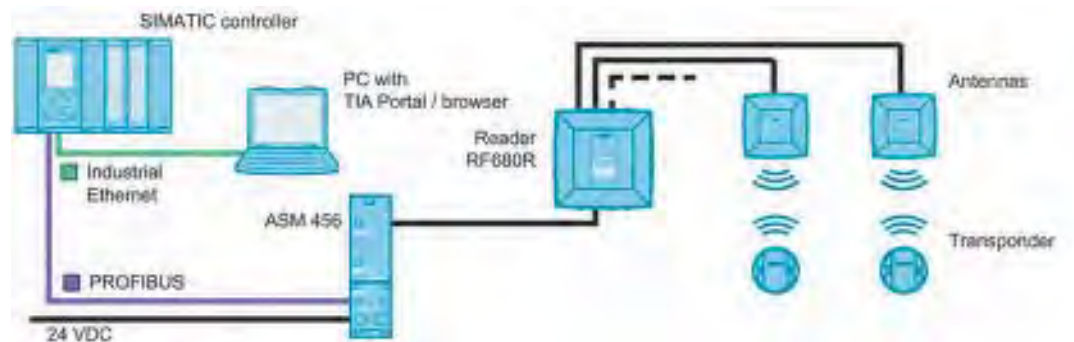 SIMATIC controller
PC with
TIA Portal / browser
Reader
RF680R
Antennas
Industrial
Ethernet
ASM 456
Transponder
PROFIBUS
24 VDC